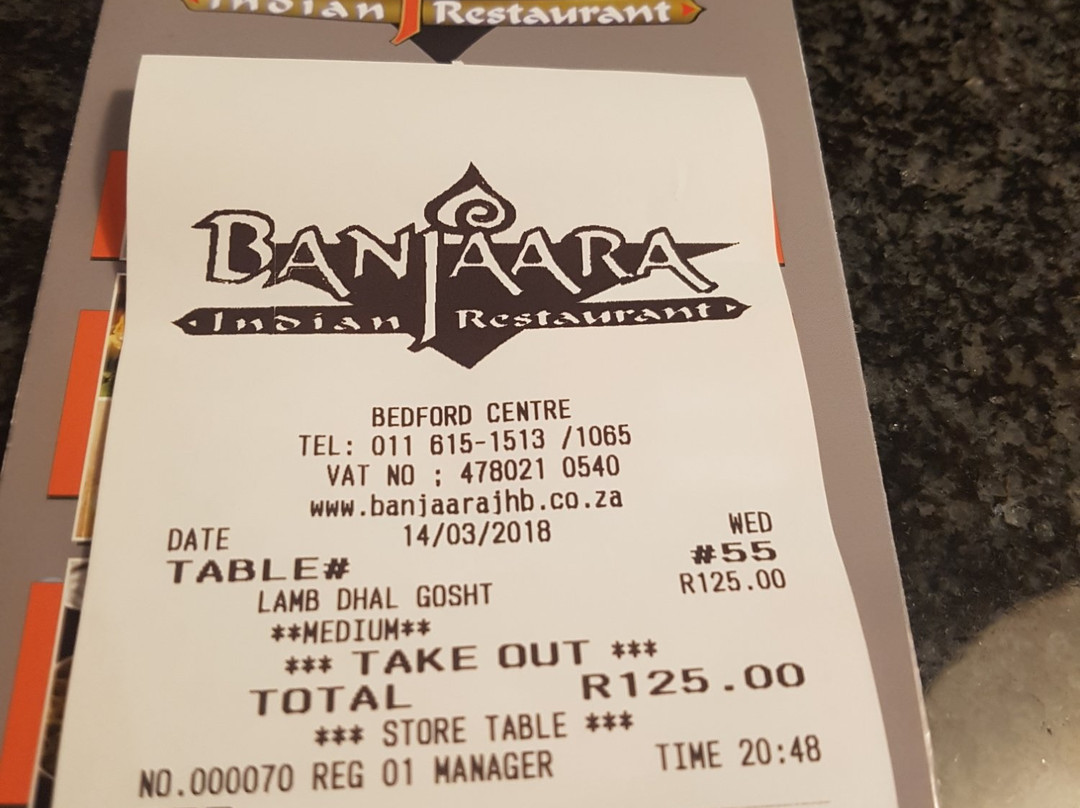 Indian Restaurant
BANJAARA
Indian Restaurant
BEDFORD CENTRE
TEL: 011 615-1513 /1065
VAT NO ; 478021 0540
www.banjaarajhb.co.za
DATE 14/03/2018 WED
TABLE# #55
LAMB DHAL GOSHT R125.00
**MEDIUM**
*** TAKE OUT ***
TOTAL R125.00
*** STORE TABLE ***
NO.000070 REG 01 MANAGER TIME 20:48